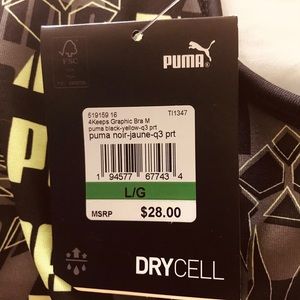 FSC
PUMA
519159 16 TI1347
4Keeps Graphic Bra M
puma black-yellow-q3 prt
puma noir-jaune-q3 prt
1 94577 67743 4
L/G
MSRP $28.00
DRYCELL